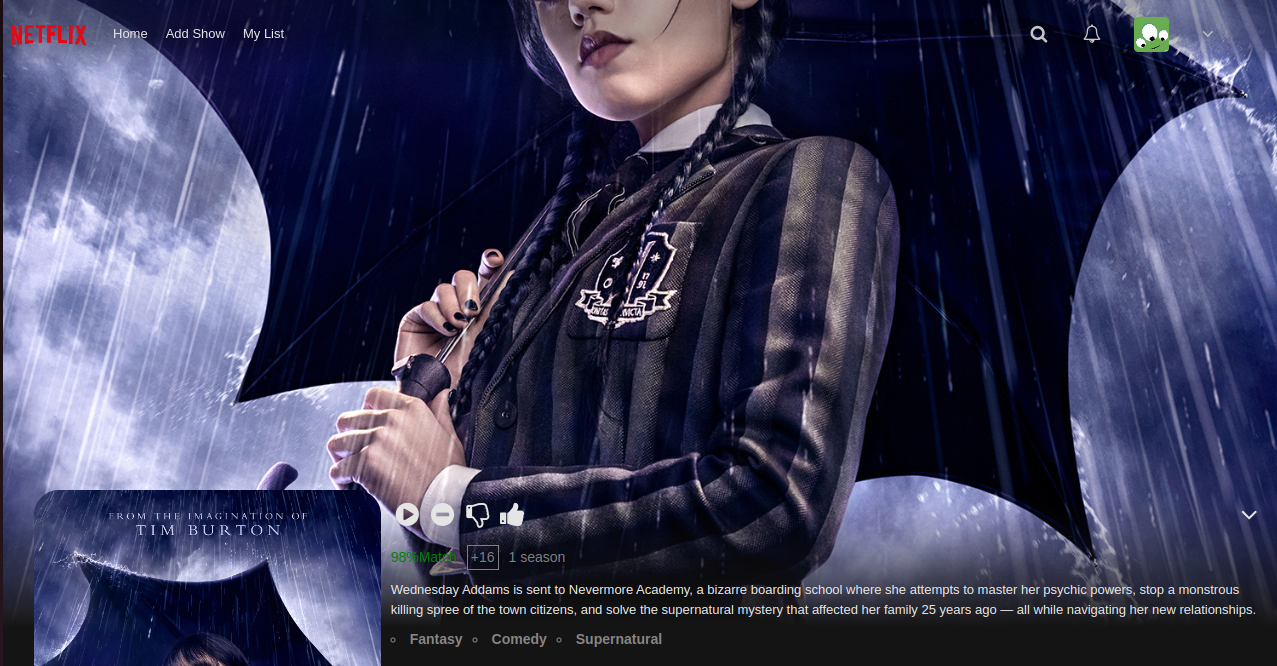 NETFLIX Home Add Show My List
17
91
FROM THE IMAGINATION OF
TIM BURTON
98%Match +16 1 season
Wednesday Addams is sent to Nevermore Academy, a bizarre boarding school where she attempts to master her psychic powers, stop a monstrous
killing spree of the town citizens, and solve the supernatural mystery that affected her family 25 years ago — all while navigating her new relationships.
Fantasy Comedy Supernatural